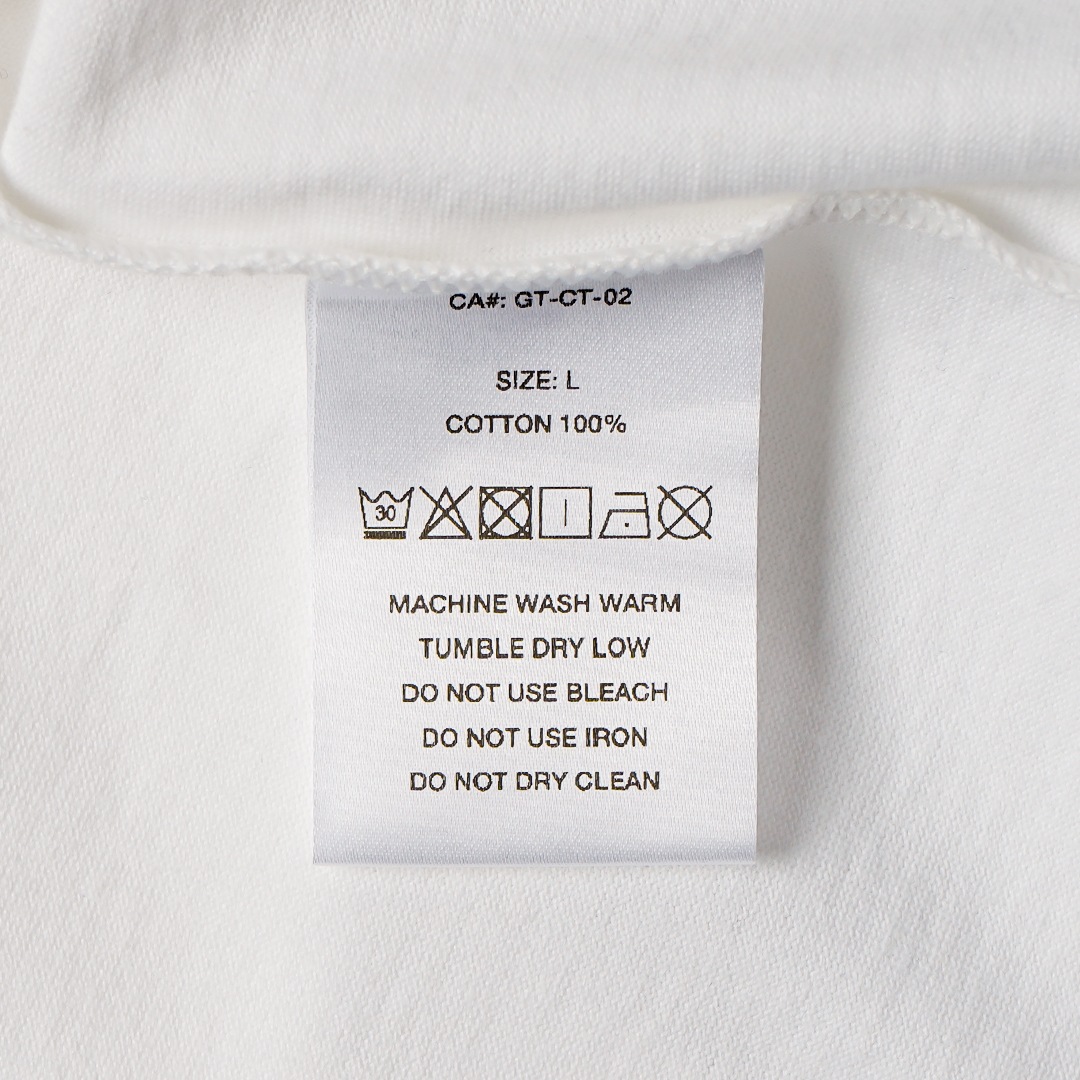 CA#: GT-CT-02
SIZE: L
COTTON 100%
30
MACHINE WASH WARM
TUMBLE DRY LOW
DO NOT USE BLEACH
DO NOT USE IRON
DO NOT DRY CLEAN